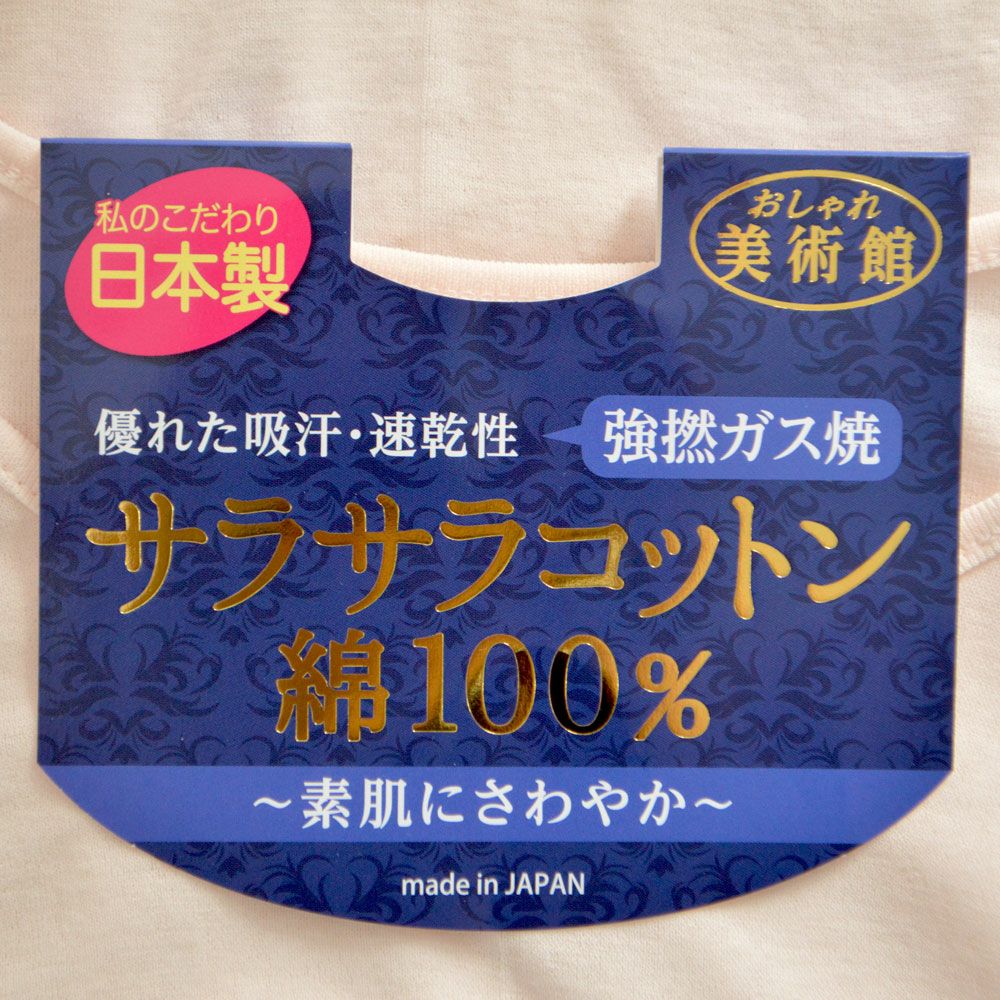 私のこだわり
日本製
おしゃれ
美術館
優れた吸汗・速乾性
強撚ガス焼
サラサラコットン
綿100%
〜素肌にさわやか〜
made in JAPAN